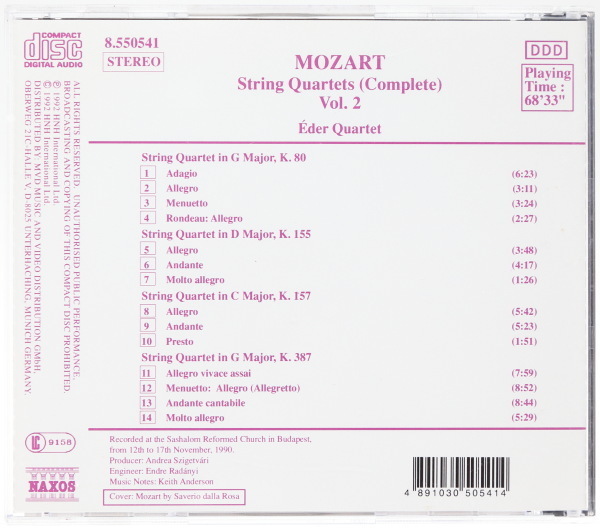 COMPACT
disc
DIGITAL AUDIO
8.550541
STEREO
MOZART
String Quartets (Complete)
Vol. 2
Éder Quartet
DDD
Playing
Time :
68'33"
String Quartet in G Major, K. 80
1 Adagio (6:23)
2 Allegro (3:11)
3 Menuetto (3:24)
4 Rondeau: Allegro (2:27)
String Quartet in D Major, K. 155
5 Allegro (3:48)
6 Andante (4:17)
7 Molto allegro (1:26)
String Quartet in C Major, K. 157
8 Allegro (5:42)
9 Andante (5:23)
10 Presto (1:51)
String Quartet in G Major, K. 387
11 Allegro vivace assai (7:59)
12 Menuetto: Allegro (Allegretto) (8:52)
13 Andante cantabile (8:44)
14 Molto allegro (5:29)
Recorded at the Sashalom Reformed Church in Budapest,
from 12th to 17th November, 1990.
Producer: Andrea Szigetvári
Engineer: Endre Radányi
Music Notes: Keith Anderson
Cover: Mozart by Saverio dalla Rosa
4 891030 505414
ALL RIGHTS RESERVED. UNAUTHORISED PUBLIC PERFORMANCE,
BROADCASTING AND COPYING OF THIS COMPACT DISC PROHIBITED.
℗ 1992 HNH International Ltd.
© 1992 HNH International Ltd.
DISTRIBUTED BY: MVD MUSIC AND VIDEO DISTRIBUTION GmbH,
OBERWEG 21C-HALLE V, D-8025 UNTERHACHING, MUNICH GERMANY
LC 9158
NAXOS